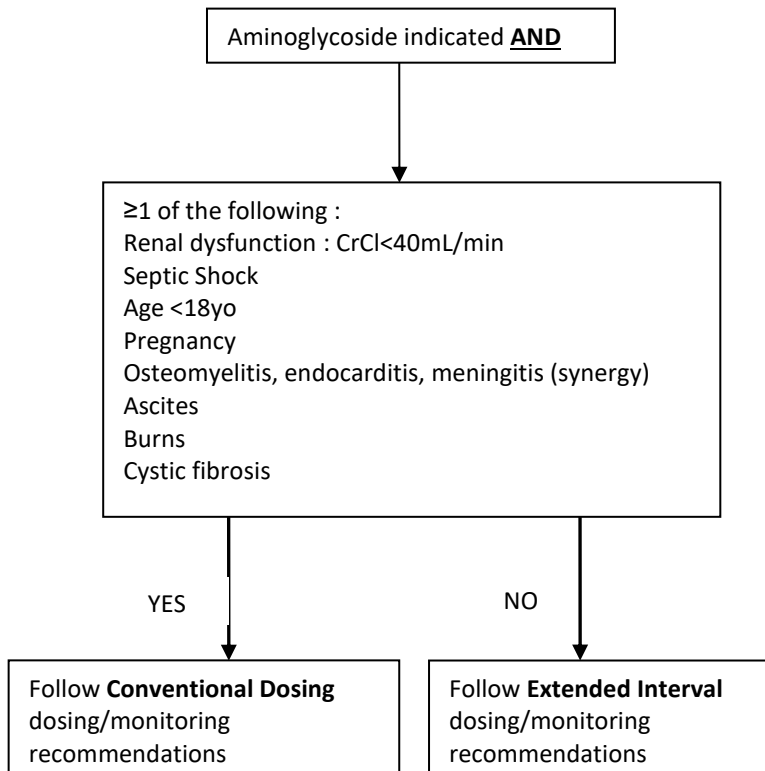 Aminoglycoside indicated AND
≥1 of the following :
Renal dysfunction : CrCl<40mL/min
Septic Shock
Age <18yo
Pregnancy
Osteomyelitis, endocarditis, meningitis (synergy)
Ascites
Burns
Cystic fibrosis
YES
NO
Follow Conventional Dosing
dosing/monitoring
recommendations
Follow Extended Interval
dosing/monitoring
recommendations